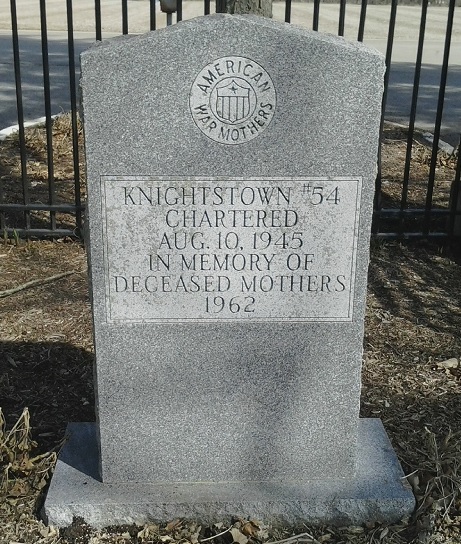 AMERICAN
WAR MOTHERS
KNIGHTSTOWN #54
CHARTERED
AUG. 10, 1945
IN MEMORY OF
DECEASED MOTHERS
1962